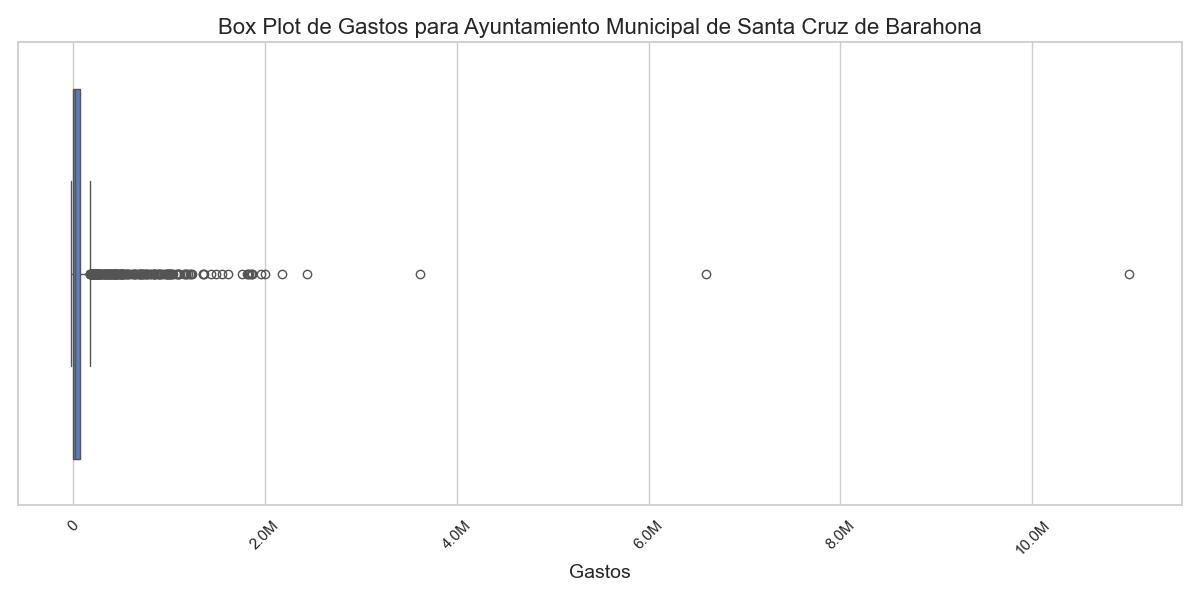 Box Plot de Gastos para Ayuntamiento Municipal de Santa Cruz de Barahona
0
2.0M
4.0M
6.0M
8.0M
10.0M
Gastos